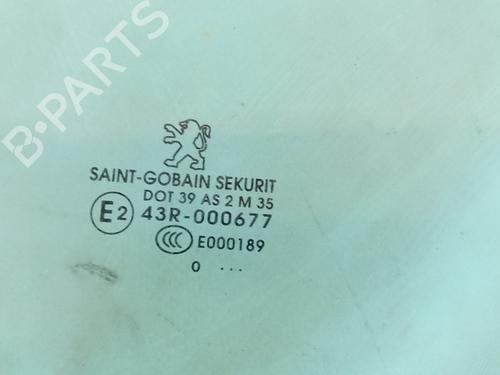 B-PARTS
SAINT-GOBAIN SEKURIT
DOT 39 AS 2 M 35
E2 43R-000677
CCC E000189
0 ...